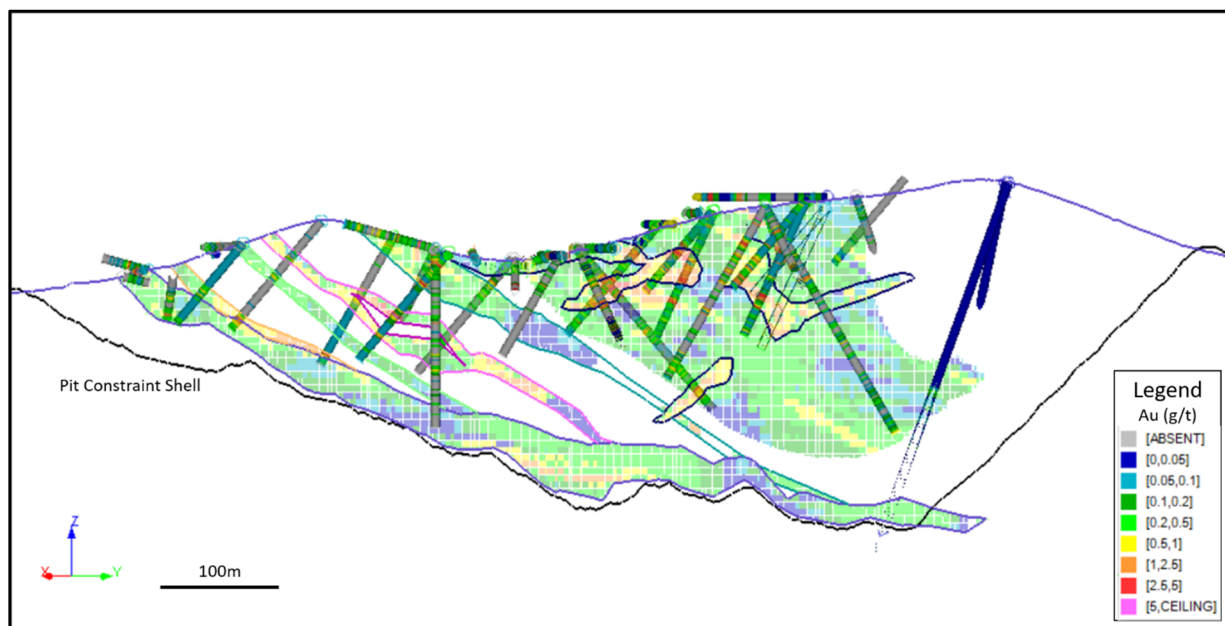 Pit Constraint Shell
Z
X
Y
100m
Legend
Au (g/t)
[ABSENT]
[0,0.05]
[0.05,0.1]
[0.1,0.2]
[0.2,0.5]
[0.5,1]
[1,2.5]
[2.5,5]
[5,CEILING]